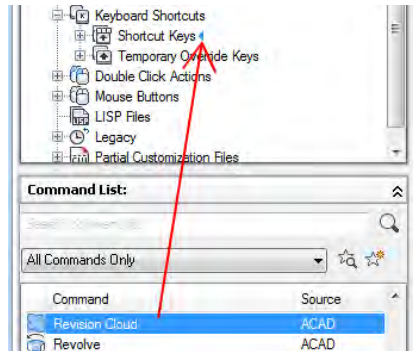 Keyboard Shortcuts
Shortcut Keys
Temporary Override Keys
Double Click Actions
Mouse Buttons
LISP Files
Legacy
Partial Customization Files
Command List:
All Commands Only
Command Source
Revision Cloud ACAD
Revolve ACAD